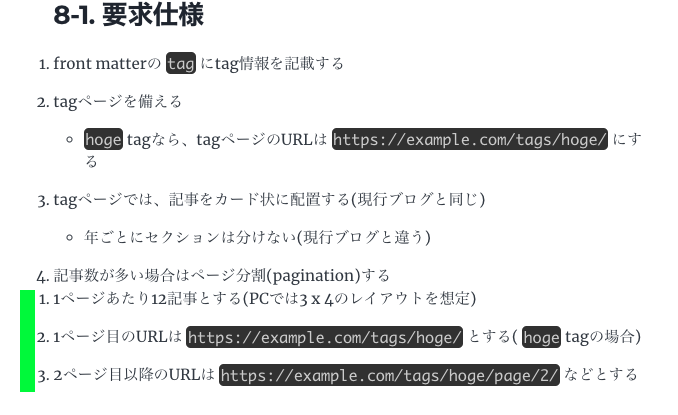 8-1. 要求仕様
1. front matterの tag にtag情報を記載する
2. tagページを備える
hoge tagなら、tagページのURLは https://example.com/tags/hoge/ にす
る
3. tagページでは、記事をカード状に配置する(現行ブログと同じ)
年ごとにセクションは分けない(現行ブログと違う)
4. 記事数が多い場合はページ分割(pagination)する
1. 1ページあたり12記事とする(PCでは3 x 4のレイアウトを想定)
2. 1ページ目のURLは https://example.com/tags/hoge/ とする( hoge tagの場合)
3. 2ページ目以降のURLは https://example.com/tags/hoge/page/2/ などとする